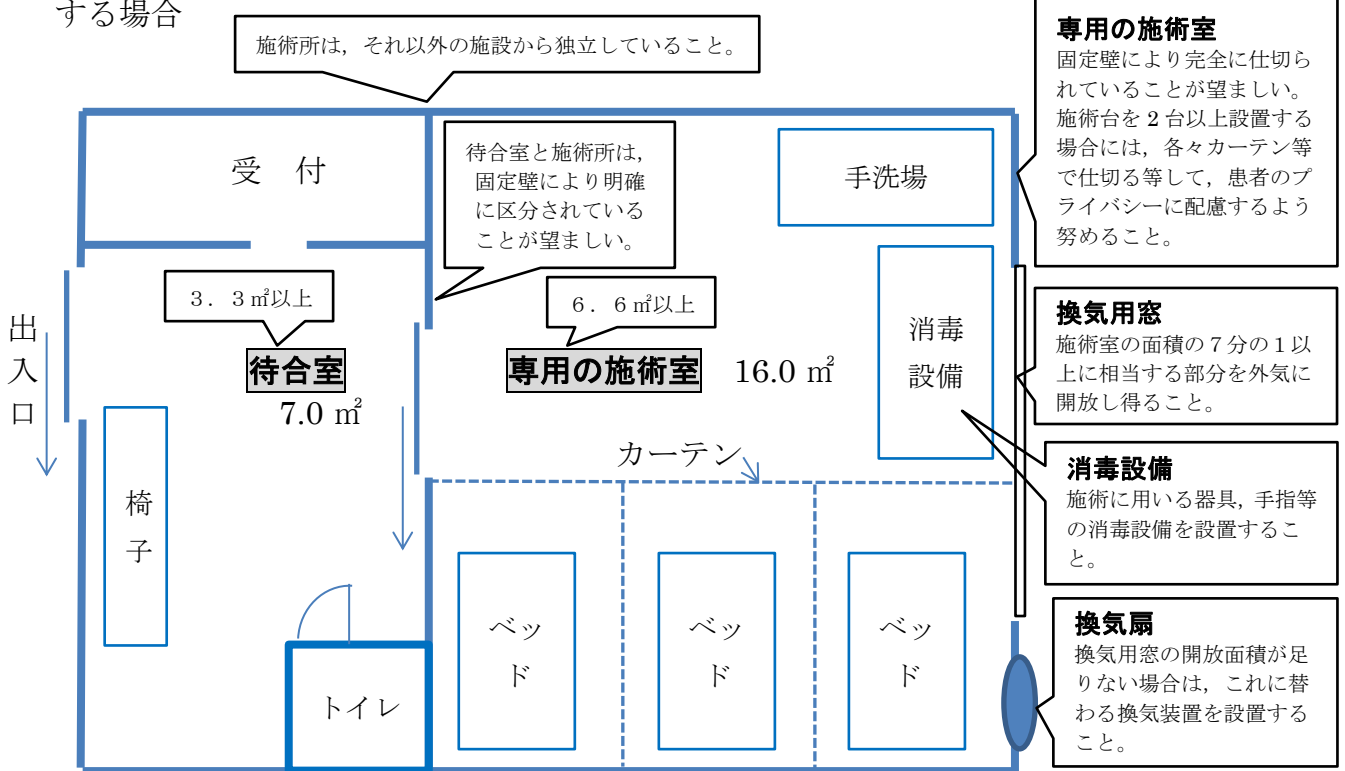 する場合
施術所は，それ以外の施設から独立していること。
専用の施術室
固定壁により完全に仕切ら
れていることが望ましい。
施術台を 2 台以上設置する
場合には，各々カーテン等
で仕切る等して，患者のプ
ライバシーに配慮するよう
努めること。
受　付
待合室と施術所は，
固定壁により明確
に区分されている
ことが望ましい。
手洗場
3．3㎡以上
6．6㎡以上
出
入
口
待合室
7.0 ㎡
専用の施術室
16.0 ㎡
消毒
設備
換気用窓
施術室の面積の 7 分の 1 以
上に相当する部分を外気に
開放し得ること。
カーテン
消毒設備
施術に用いる器具，手指等
の消毒設備を設置するこ
と。
椅
子
ベッ
ド
ベッ
ド
ベッ
ド
トイレ
換気扇
換気用窓の開放面積が足
りない場合は，これに替
わる換気装置を設置する
こと。